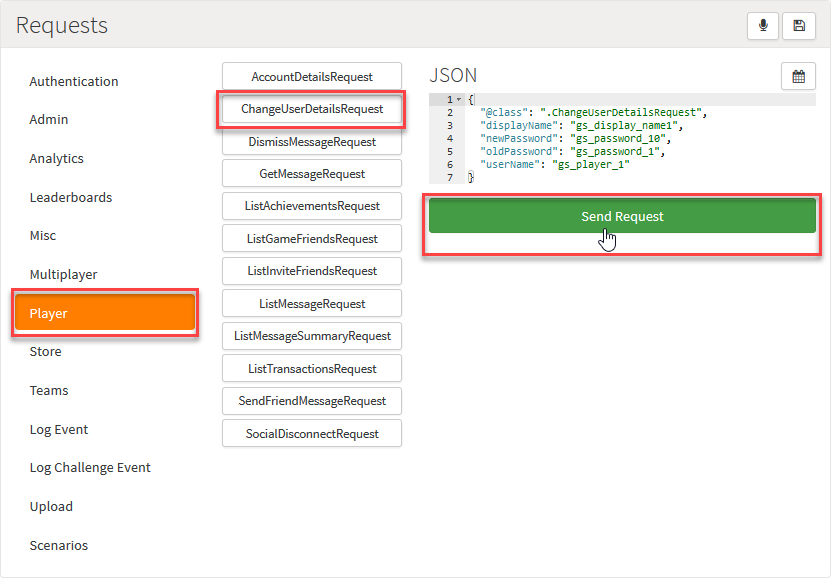 Requests
Authentication
Admin
Analytics
Leaderboards
Misc
Multiplayer
Player
Store
Teams
Log Event
Log Challenge Event
Upload
Scenarios
AccountDetailsRequest
ChangeUserDetailsRequest
DismissMessageRequest
GetMessageRequest
ListAchievementsRequest
ListGameFriendsRequest
ListInviteFriendsRequest
ListMessageRequest
ListMessageSummaryRequest
ListTransactionsRequest
SendFriendMessageRequest
SocialDisconnectRequest
JSON
1 {
2 "@class": ".ChangeUserDetailsRequest",
3 "displayName": "gs_display_name1",
4 "newPassword": "gs_password_10",
5 "oldPassword": "gs_password_1",
6 "userName": "gs_player_1"
7 }
Send Request